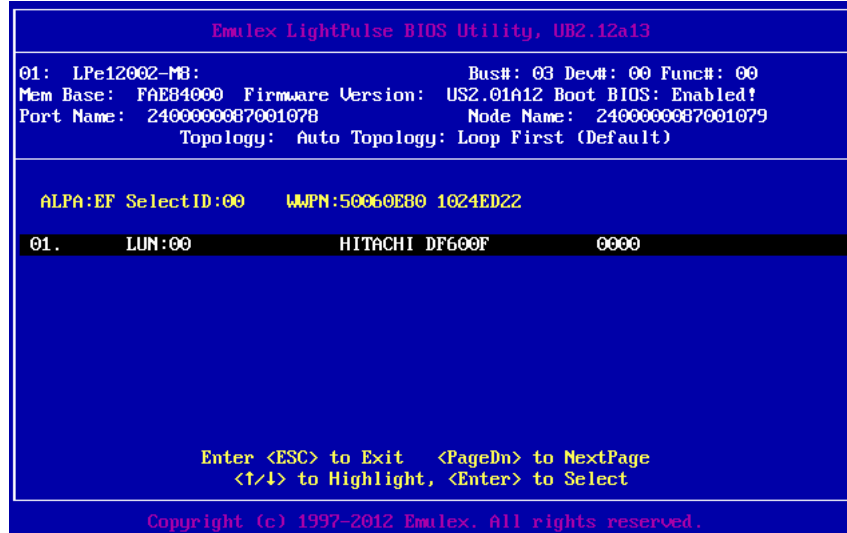 Emulex LightPulse BIOS Utility, UB2.12a13
01: LPe12002-M8: Bus#: 03 Dev#: 00 Func#: 00
Mem Base: FAE84000 Firmware Version: US2.01A12 Boot BIOS: Enabled!
Port Name: 2400000087001078 Node Name: 2400000087001079
Topology: Auto Topology: Loop First (Default)
ALPA:EF SelectID:00 WWPN:50060E80 1024ED22
01. LUN:00 HITACHI DF600F 0000
Enter <ESC> to Exit <PageDn> to NextPage
<↑/↓> to Highlight, <Enter> to Select
Copyright (c) 1997-2012 Emulex. All rights reserved.